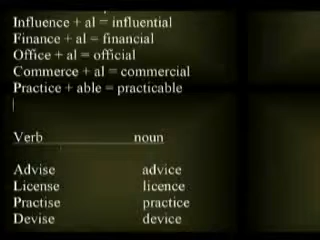 Influence + al = influential
Finance + al = financial
Office + al = official
Commerce + al = commercial
Practice + able = practicable
Verb noun
Advise advice
License licence
Practise practice
Devise device